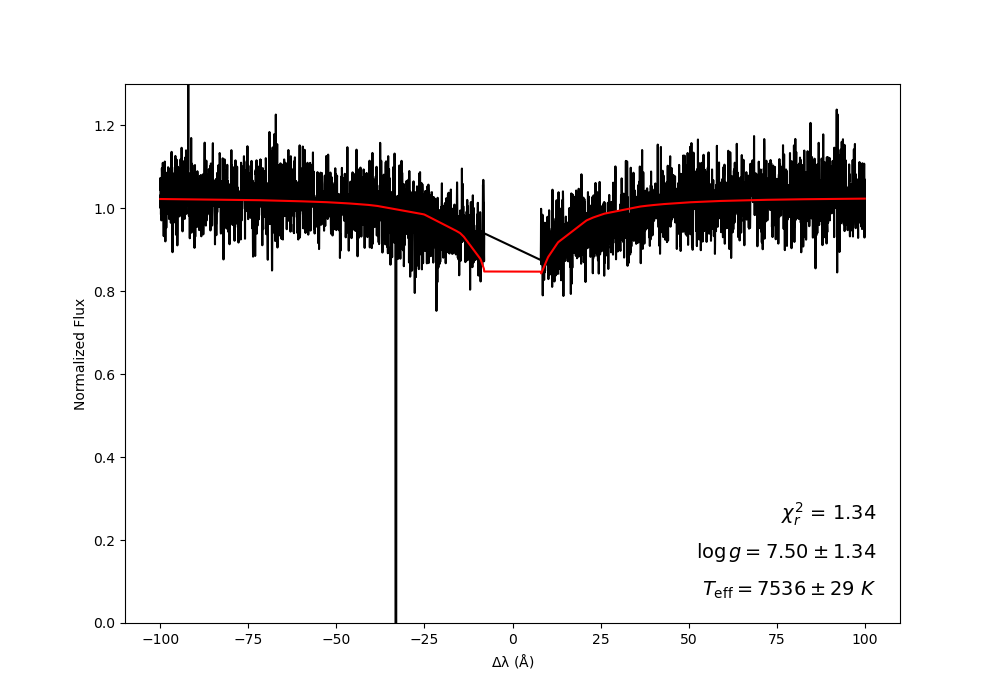 1.2
1.0
0.8
0.6
0.4
0.2
0.0
Normalized Flux
χ²ᵣ = 1.34
log g = 7.50 ± 1.34
T_eff = 7536 ± 29 K
−100 −75 −50 −25 0 25 50 75 100
Δλ (Å)